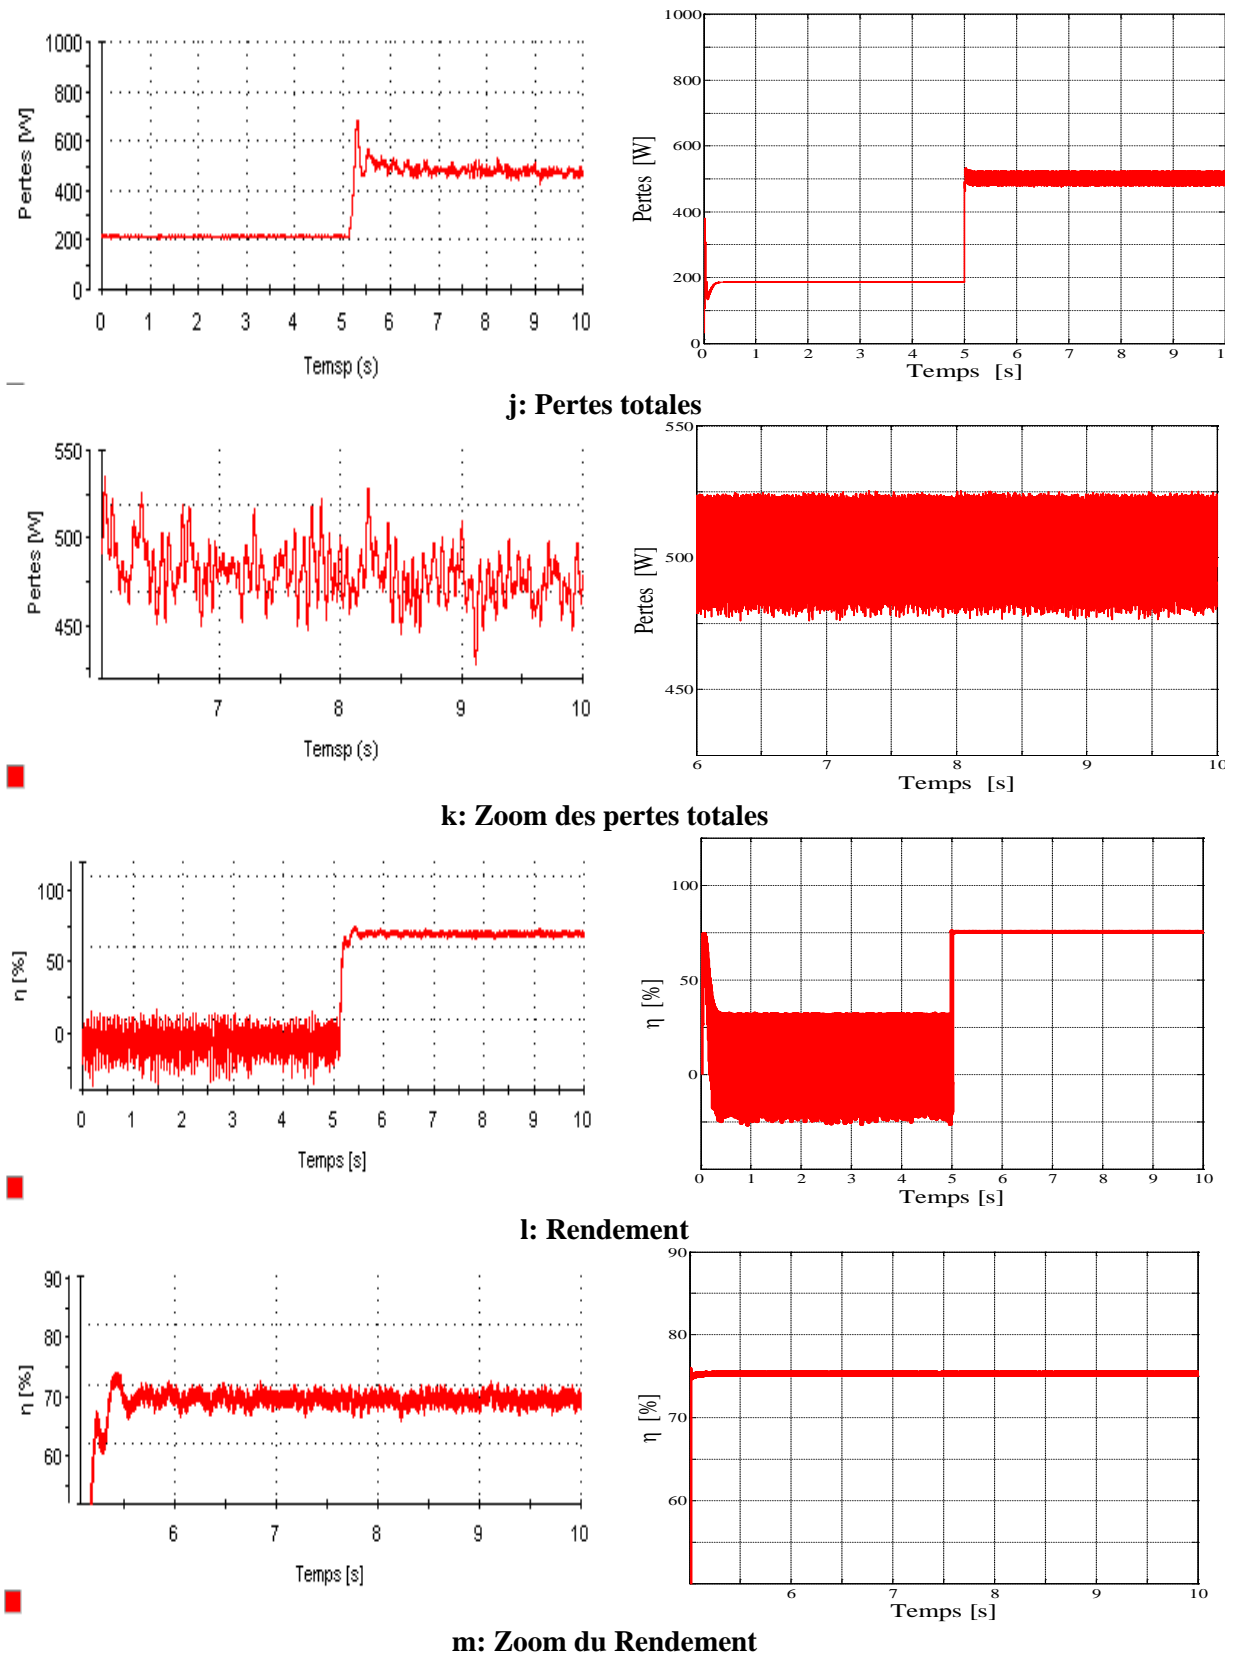 1000
800
600
400
200
0
Pertes [W]
0 1 2 3 4 5 6 7 8 9 10
Temsp (s)
1000
800
600
400
200
0
Pertes [W]
0 1 2 3 4 5 6 7 8 9 1
Temps [s]
j: Pertes totales
550
500
450
Pertes [W]
7 8 9 10
Temsp (s)
550
500
450
Pertes [W]
6 7 8 9 10
Temps [s]
k: Zoom des pertes totales
100
50
0
η [%]
0 1 2 3 4 5 6 7 8 9 10
Temps [s]
100
50
0
η [%]
0 1 2 3 4 5 6 7 8 9 10
Temps [s]
l: Rendement
90
80
70
60
η [%]
6 7 8 9 10
Temps [s]
90
80
70
60
η [%]
6 7 8 9 10
Temps [s]
m: Zoom du Rendement